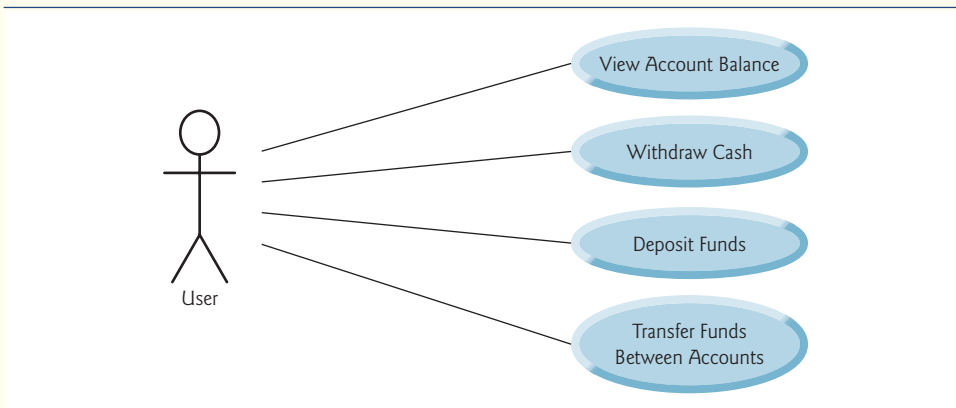 View Account Balance
Withdraw Cash
Deposit Funds
User
Transfer Funds
Between Accounts